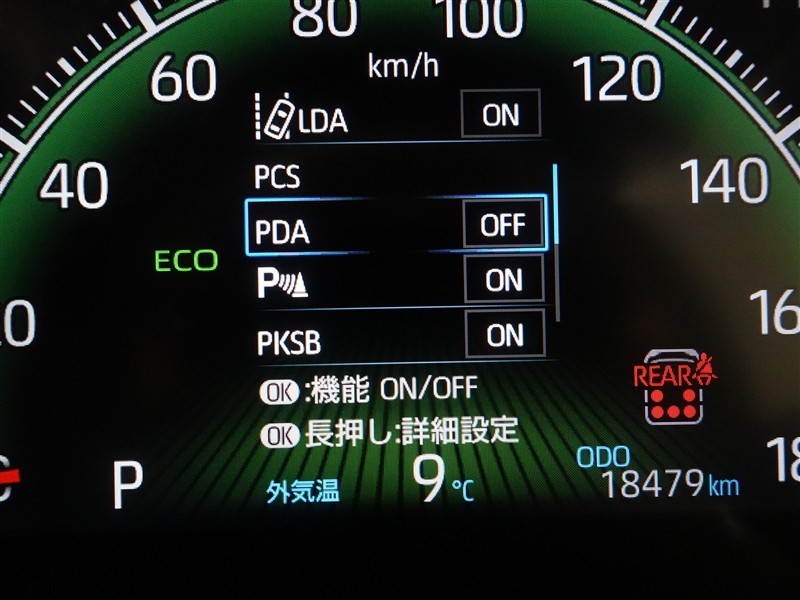 80 100
km/h
60 120
LDA ON
PCS
40 140
PDA OFF
ECO
P ON
PKSB ON
REAR
OK :機能 ON/OFF
OK 長押し:詳細設定
P
外気温 9 ℃
ODO
18479 km